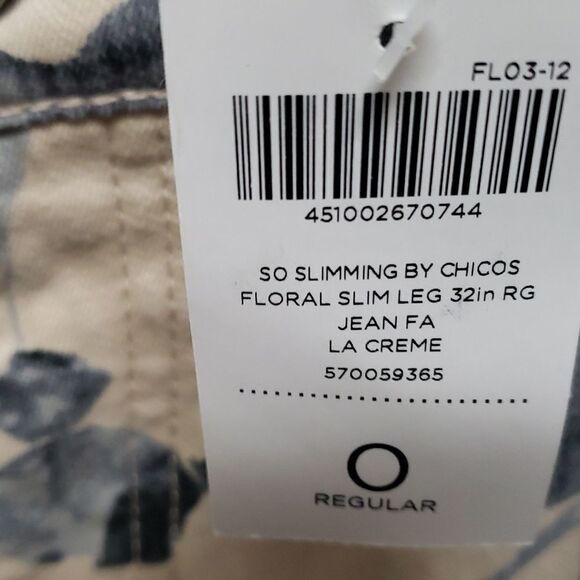 FL03-12
451002670744
SO SLIMMING BY CHICOS
FLORAL SLIM LEG 32in RG
JEAN FA
LA CREME
570059365
0
REGULAR